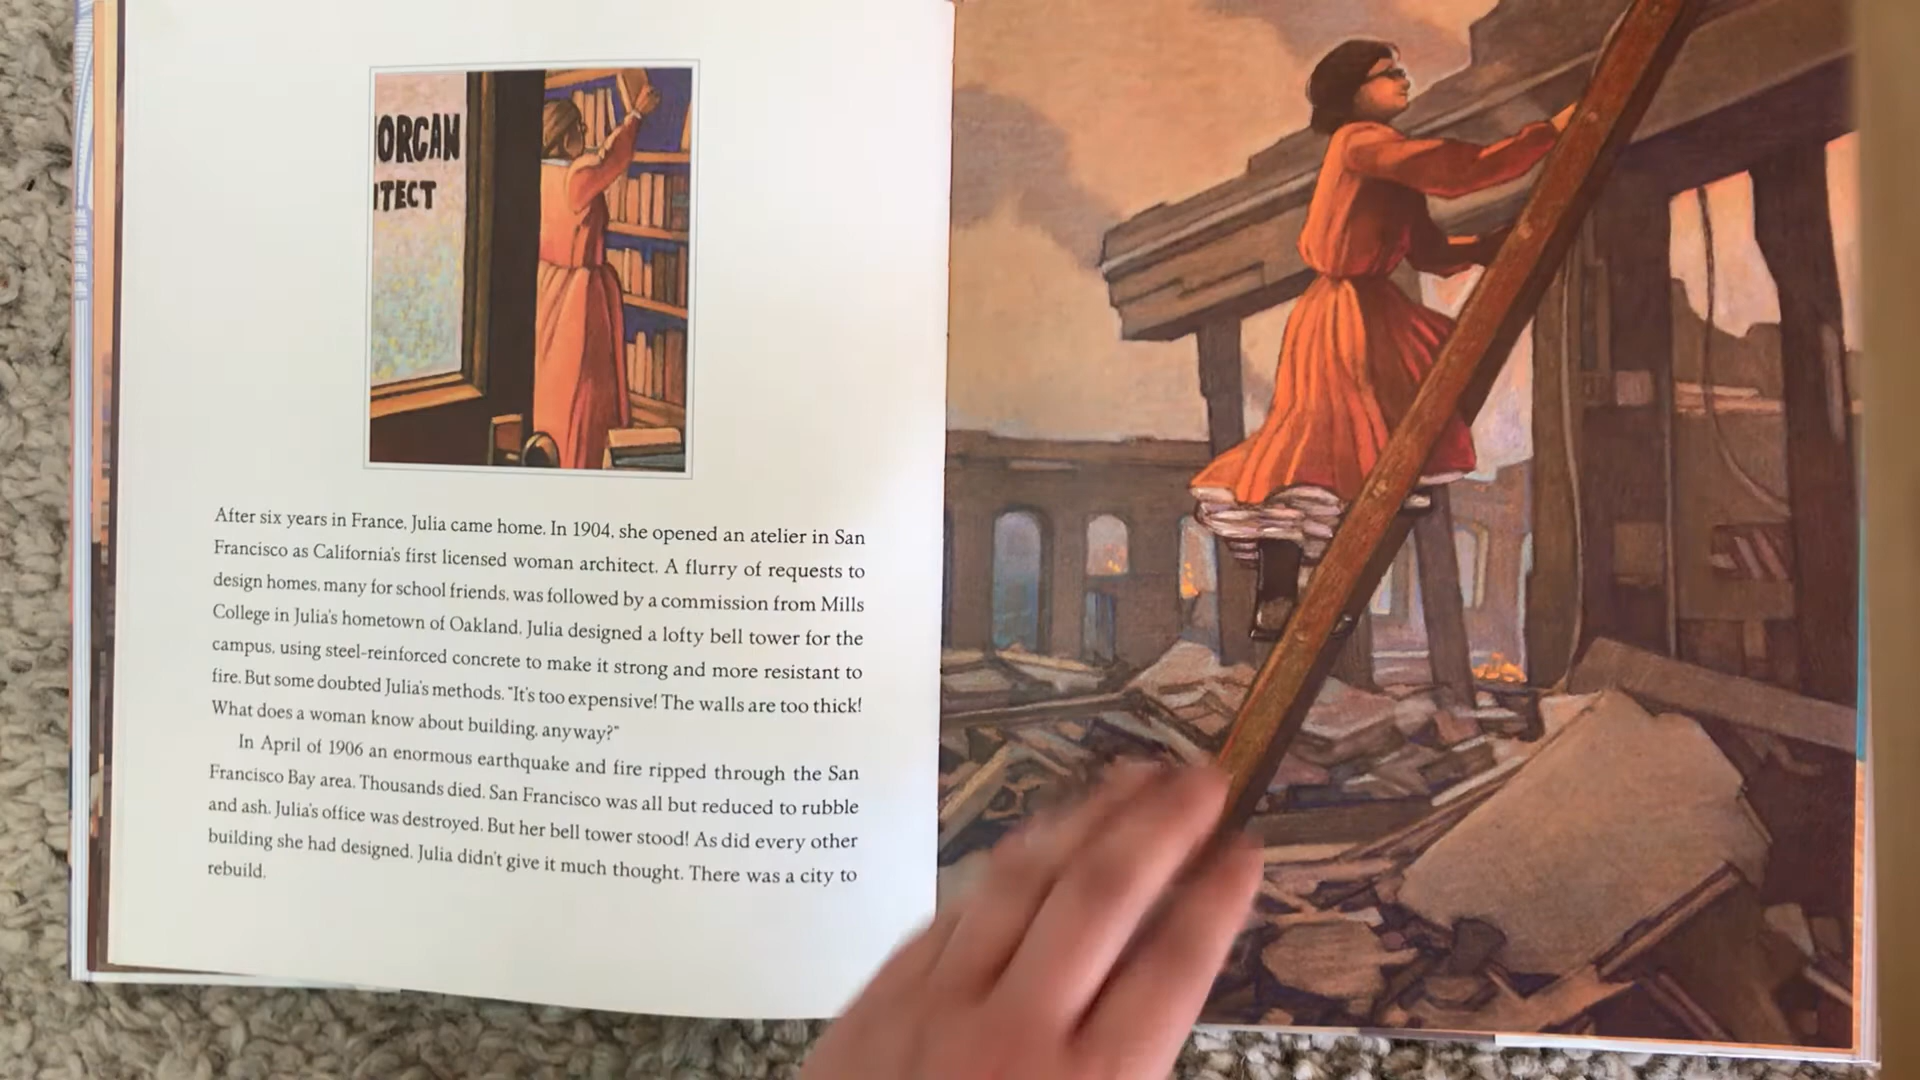 ORGAN
ITECT
After six years in France, Julia came home. In 1904, she opened an atelier in San
Francisco as California's first licensed woman architect. A flurry of requests to
design homes, many for school friends, was followed by a commission from Mills
College in Julia's hometown of Oakland. Julia designed a lofty bell tower for the
campus, using steel-reinforced concrete to make it strong and more resistant to
fire. But some doubted Julia's methods. "It's too expensive! The walls are too thick!
What does a woman know about building, anyway?"
In April of 1906 an enormous earthquake and fire ripped through the San
Francisco Bay area. Thousands died. San Francisco was all but reduced to rubble
and ash. Julia's office was destroyed. But her bell tower stood! As did every other
building she had designed. Julia didn't give it much thought. There was a city to
rebuild.